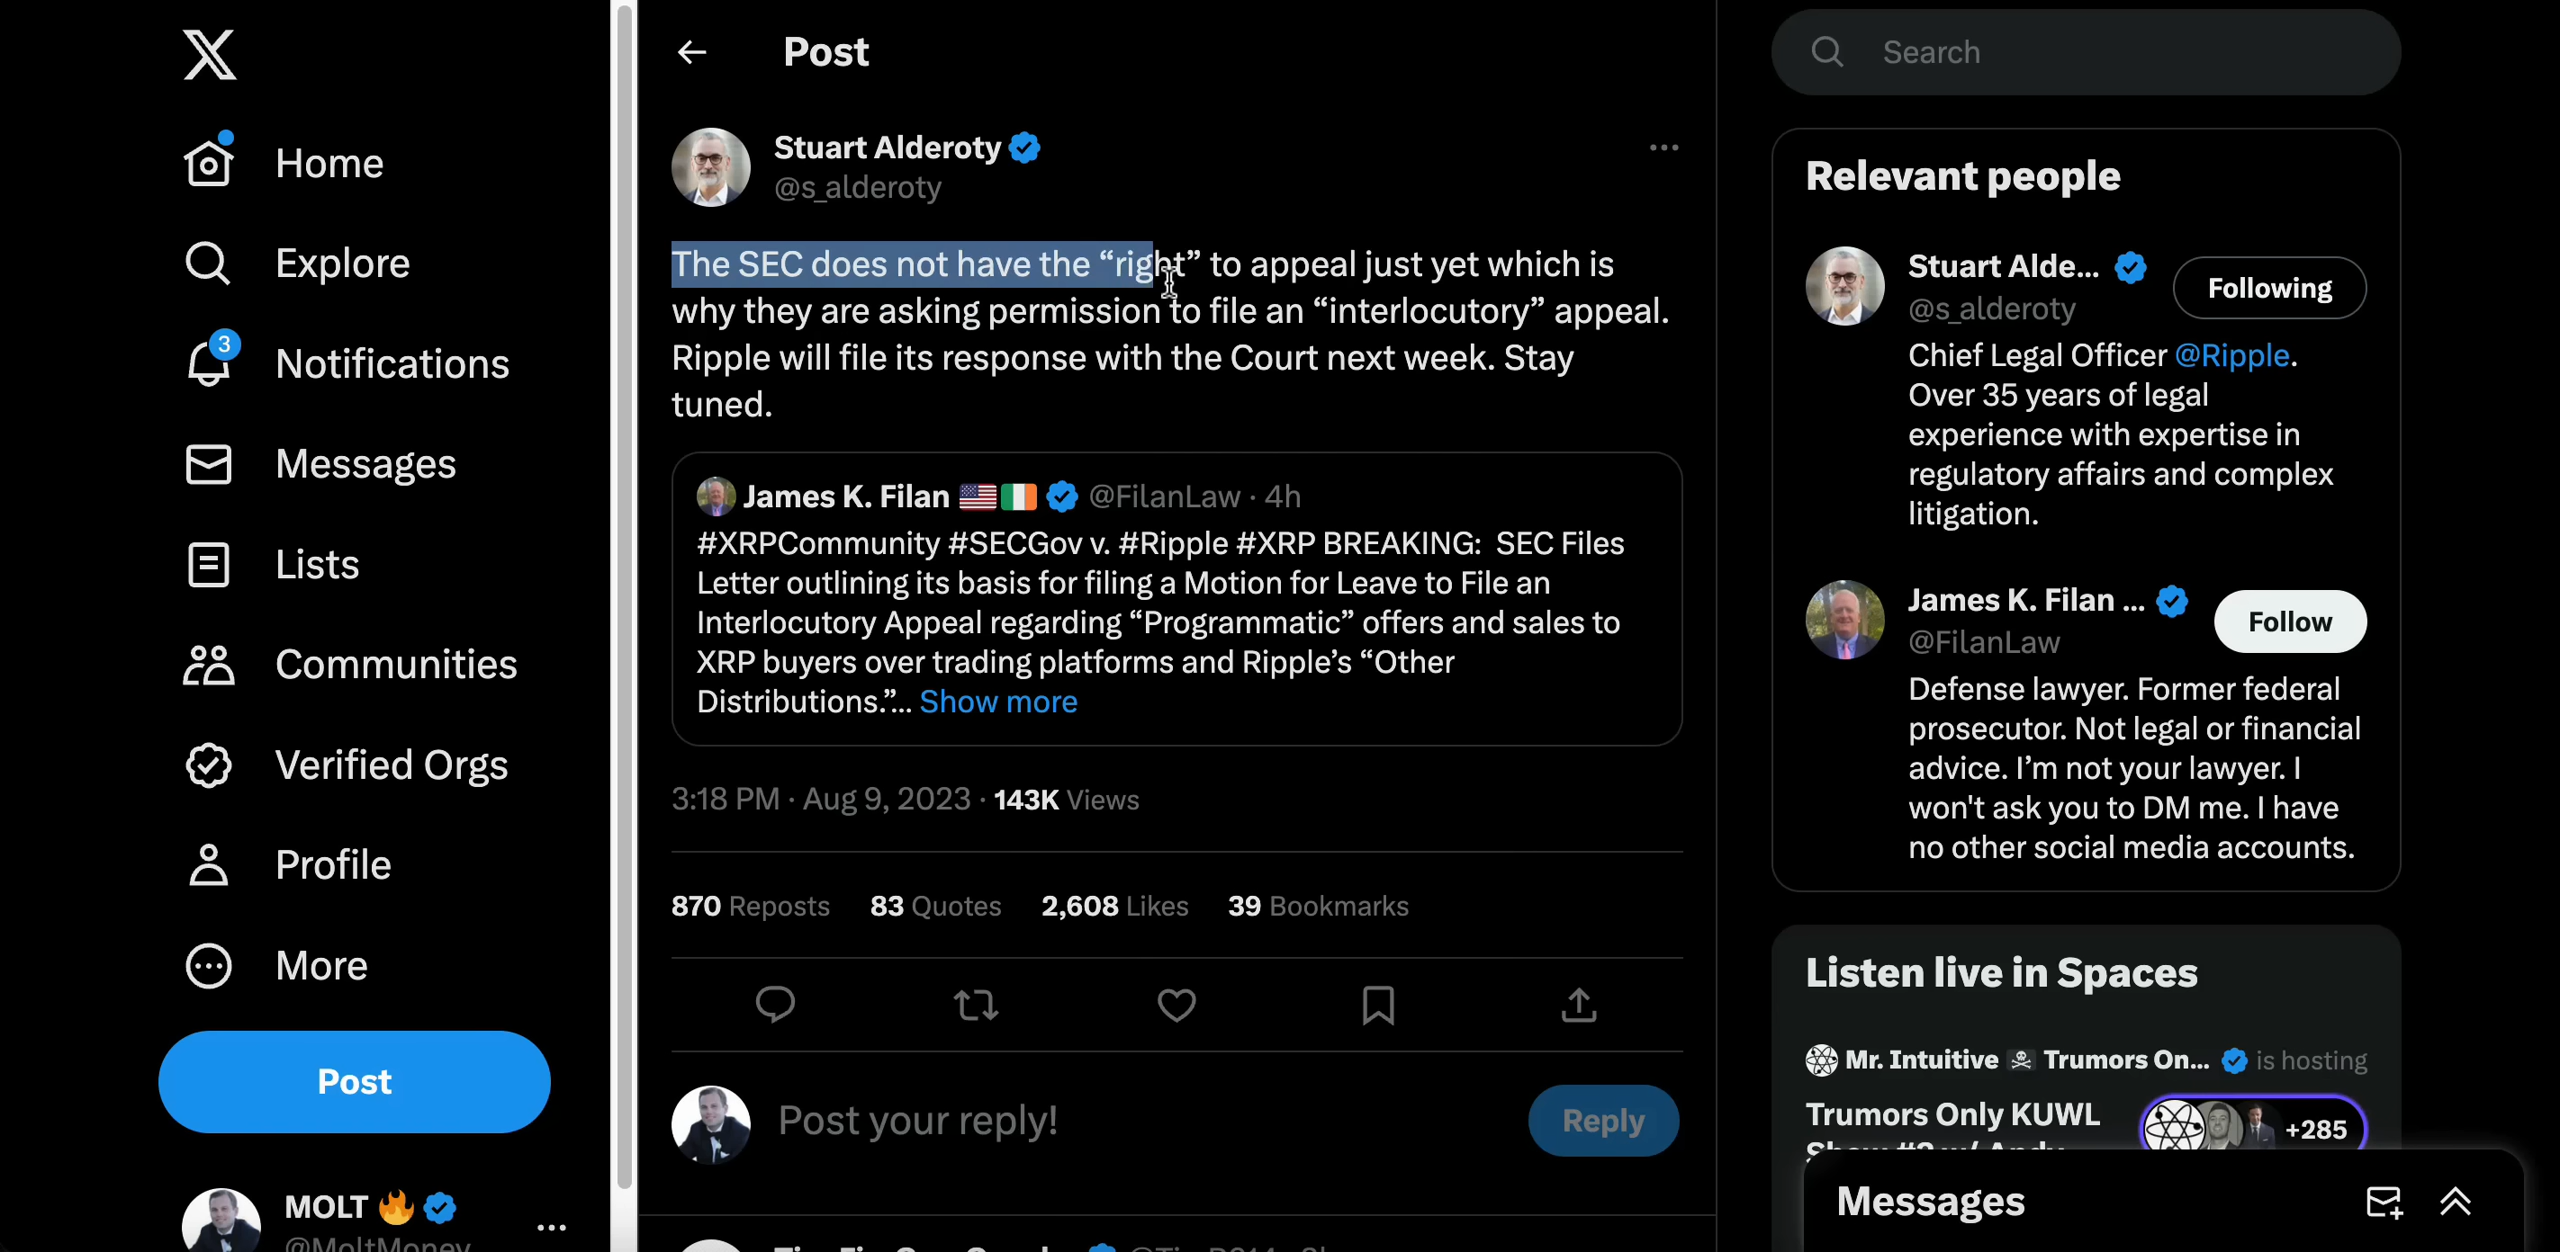 Home
Explore
3
Notifications
Messages
Lists
Communities
Verified Orgs
Profile
More
Post
MOLT 🔥
@MoltMoney
Post
Stuart Alderoty
@s_alderoty
The SEC does not have the “right” to appeal just yet which is
why they are asking permission to file an “interlocutory” appeal.
Ripple will file its response with the Court next week. Stay
tuned.
James K. Filan 🇺🇸🇮🇪 @FilanLaw · 4h
#XRPCommunity #SECGov v. #Ripple #XRP BREAKING: SEC Files
Letter outlining its basis for filing a Motion for Leave to File an
Interlocutory Appeal regarding “Programmatic” offers and sales to
XRP buyers over trading platforms and Ripple’s “Other
Distributions.”... Show more
3:18 PM · Aug 9, 2023 · 143K Views
870 Reposts 83 Quotes 2,608 Likes 39 Bookmarks
Post your reply!
Reply
Search
Relevant people
Stuart Alde...
Following
@s_alderoty
Chief Legal Officer @Ripple.
Over 35 years of legal
experience with expertise in
regulatory affairs and complex
litigation.
James K. Filan ...
Follow
@FilanLaw
Defense lawyer. Former federal
prosecutor. Not legal or financial
advice. I’m not your lawyer. I
won't ask you to DM me. I have
no other social media accounts.
Listen live in Spaces
Mr. Intuitive ☠ Trumors On... is hosting
Trumors Only KUWL
+285
Messages